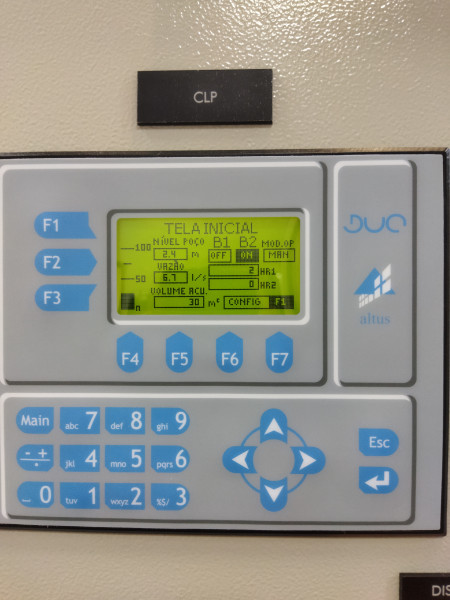 CLP
F1
F2
F3
TELA INICIAL
NÍVEL POÇO B1 B2 MOD.OP
100 2.4 m OFF ON MAN
VAZÃO 2 HR1
50 6.7 l/s 0 HR2
VOLUME ACU.
0 30 m³ CONFIG F1
DUO
altus
F4 F5 F6 F7
Main abc 7 def 8 ghi 9
jkl 4 mno 5 pqrs 6
0 tuv 1 wxyz 2 %$/ 3
Esc
DIS